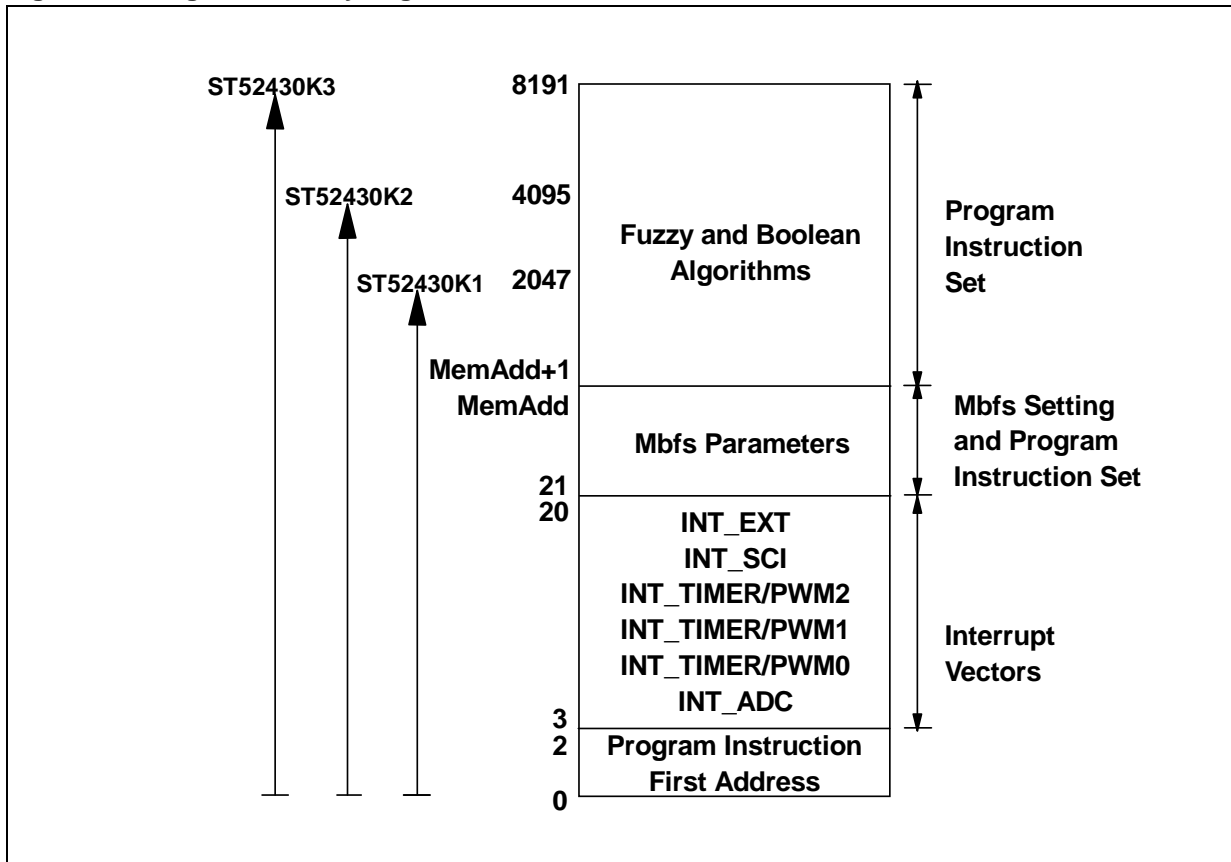 ST52430K3
8191
ST52430K2
4095
ST52430K1
2047
Fuzzy and Boolean
Algorithms
Program
Instruction
Set
MemAdd+1
MemAdd
Mbfs Parameters
Mbfs Setting
and Program
Instruction Set
21
20
INT_EXT
INT_SCI
INT_TIMER/PWM2
INT_TIMER/PWM1
INT_TIMER/PWM0
INT_ADC
Interrupt
Vectors
3
2
Program Instruction
First Address
0